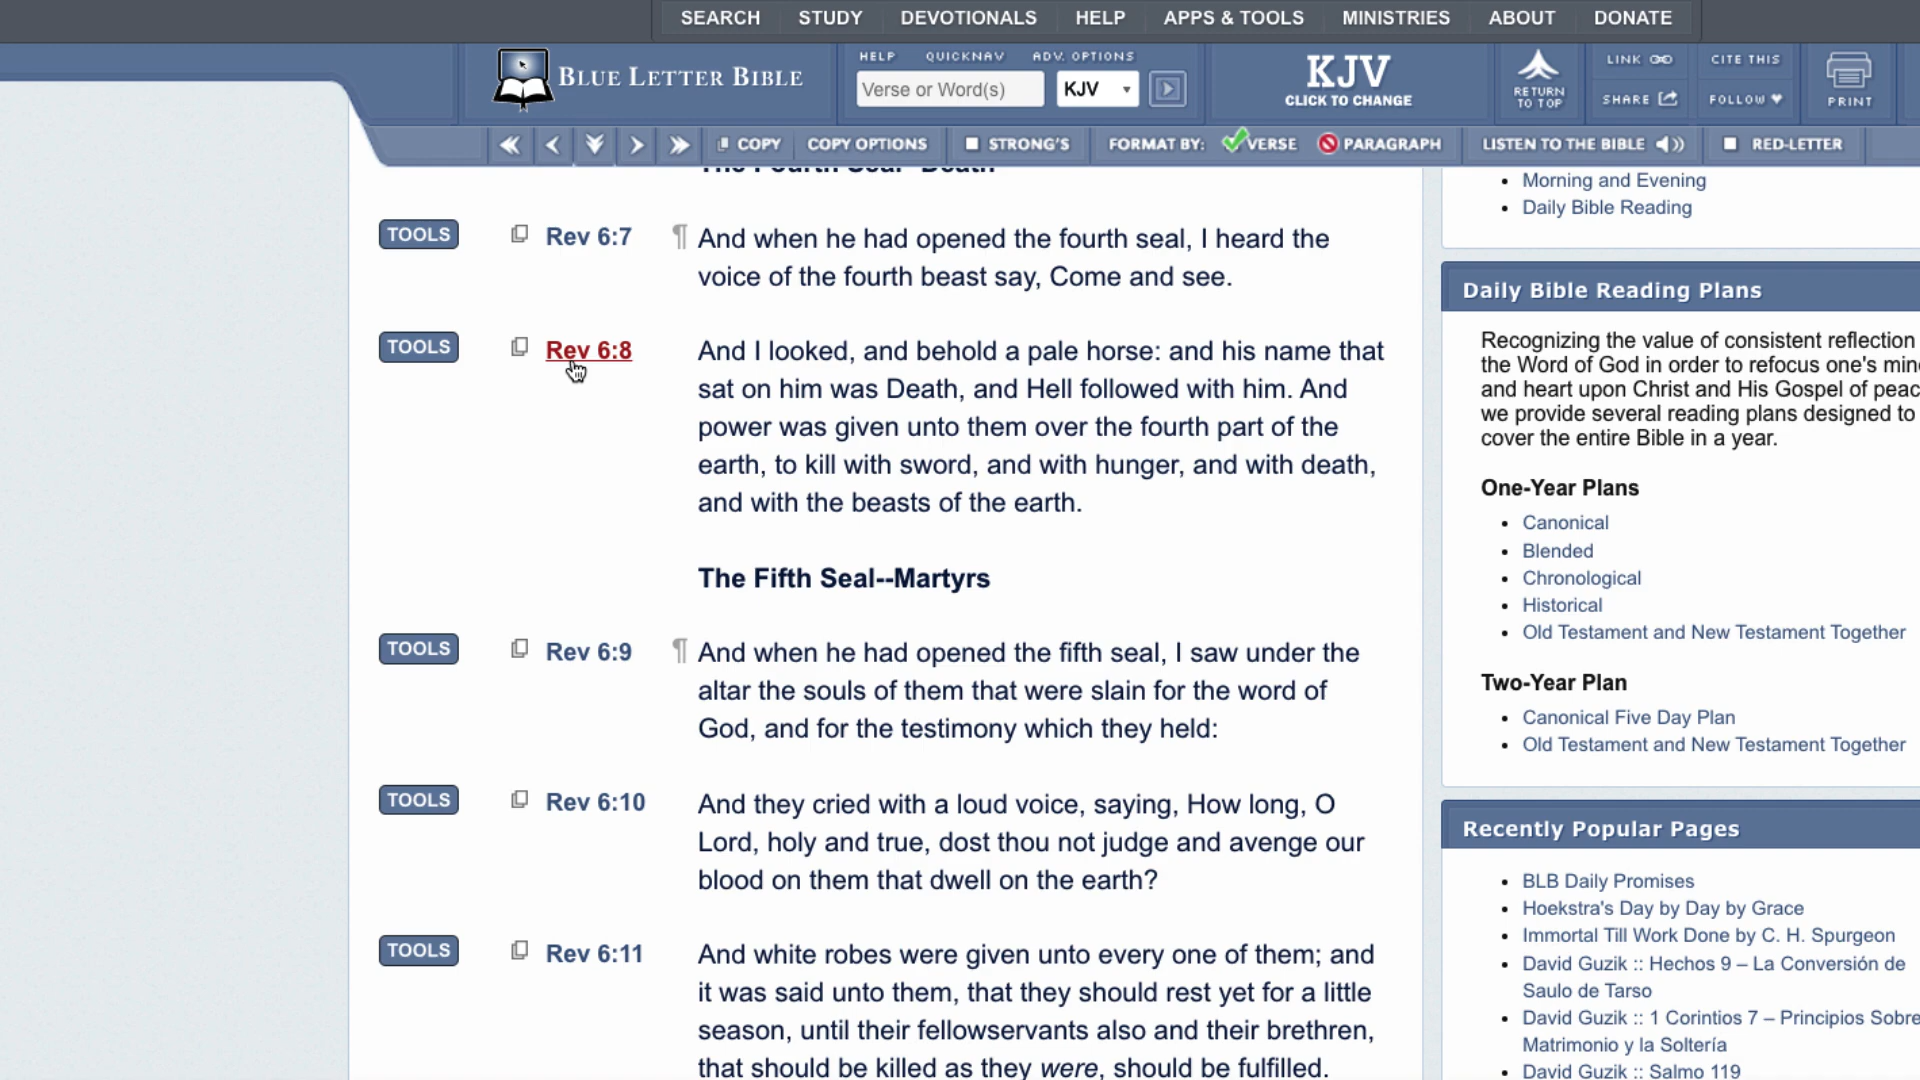 SEARCH STUDY DEVOTIONALS HELP APPS & TOOLS MINISTRIES ABOUT DONATE
BLUE LETTER BIBLE
HELP QUICKNAV ADV. OPTIONS
Verse or Word(s) KJV
KJV
CLICK TO CHANGE
RETURN
TO TOP
LINK
SHARE
CITE THIS
FOLLOW
PRINT
COPY COPY OPTIONS STRONG'S FORMAT BY: VERSE PARAGRAPH LISTEN TO THE BIBLE RED-LETTER
The Fourth Seal--Death
TOOLS Rev 6:7 ¶ And when he had opened the fourth seal, I heard the
voice of the fourth beast say, Come and see.
TOOLS Rev 6:8 And I looked, and behold a pale horse: and his name that
sat on him was Death, and Hell followed with him. And
power was given unto them over the fourth part of the
earth, to kill with sword, and with hunger, and with death,
and with the beasts of the earth.
The Fifth Seal--Martyrs
TOOLS Rev 6:9 ¶ And when he had opened the fifth seal, I saw under the
altar the souls of them that were slain for the word of
God, and for the testimony which they held:
TOOLS Rev 6:10 And they cried with a loud voice, saying, How long, O
Lord, holy and true, dost thou not judge and avenge our
blood on them that dwell on the earth?
TOOLS Rev 6:11 And white robes were given unto every one of them; and
it was said unto them, that they should rest yet for a little
season, until their fellowservants also and their brethren,
that should be killed as they were, should be fulfilled.
• Morning and Evening
• Daily Bible Reading
Daily Bible Reading Plans
Recognizing the value of consistent reflection
the Word of God in order to refocus one's min
and heart upon Christ and His Gospel of peac
we provide several reading plans designed to
cover the entire Bible in a year.
One-Year Plans
• Canonical
• Blended
• Chronological
• Historical
• Old Testament and New Testament Together
Two-Year Plan
• Canonical Five Day Plan
• Old Testament and New Testament Together
Recently Popular Pages
• BLB Daily Promises
• Hoekstra's Day by Day by Grace
• Immortal Till Work Done by C. H. Spurgeon
• David Guzik :: Hechos 9 – La Conversión de
Saulo de Tarso
• David Guzik :: 1 Corintios 7 – Principios Sobre
Matrimonio y la Soltería
• David Guzik :: Salmo 119